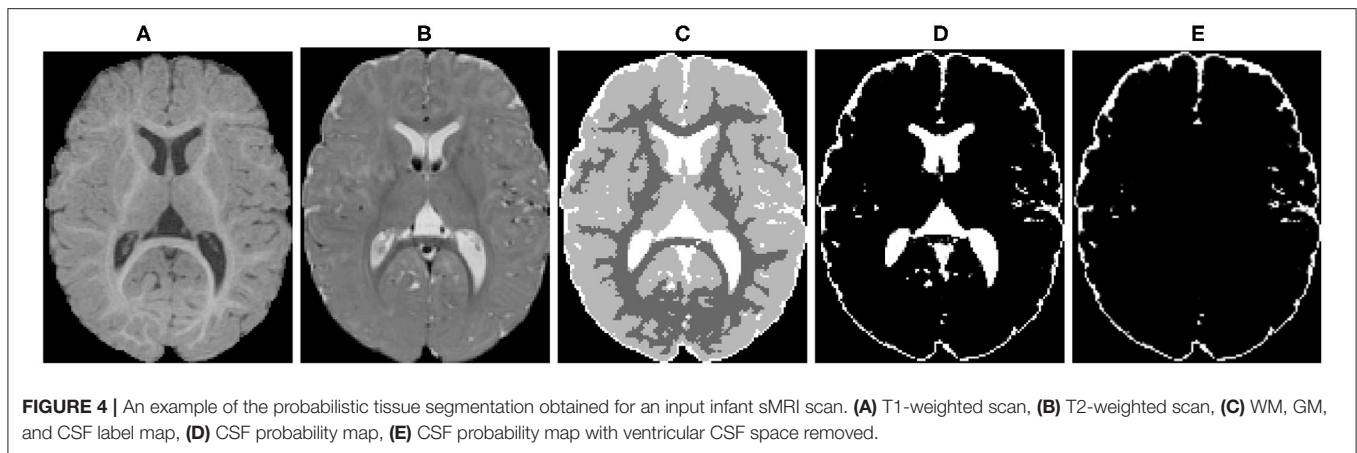 A B C D E
FIGURE 4 | An example of the probabilistic tissue segmentation obtained for an input infant sMRI scan. (A) T1-weighted scan, (B) T2-weighted scan, (C) WM, GM,
and CSF label map, (D) CSF probability map, (E) CSF probability map with ventricular CSF space removed.